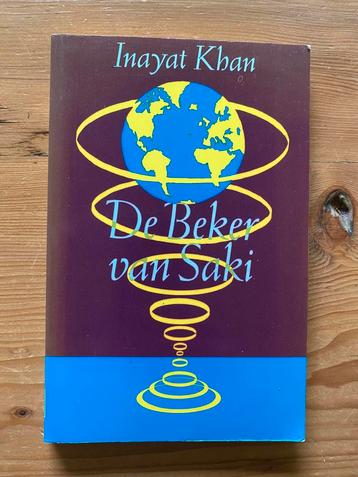 Inayat Khan
De Beker
van Saki